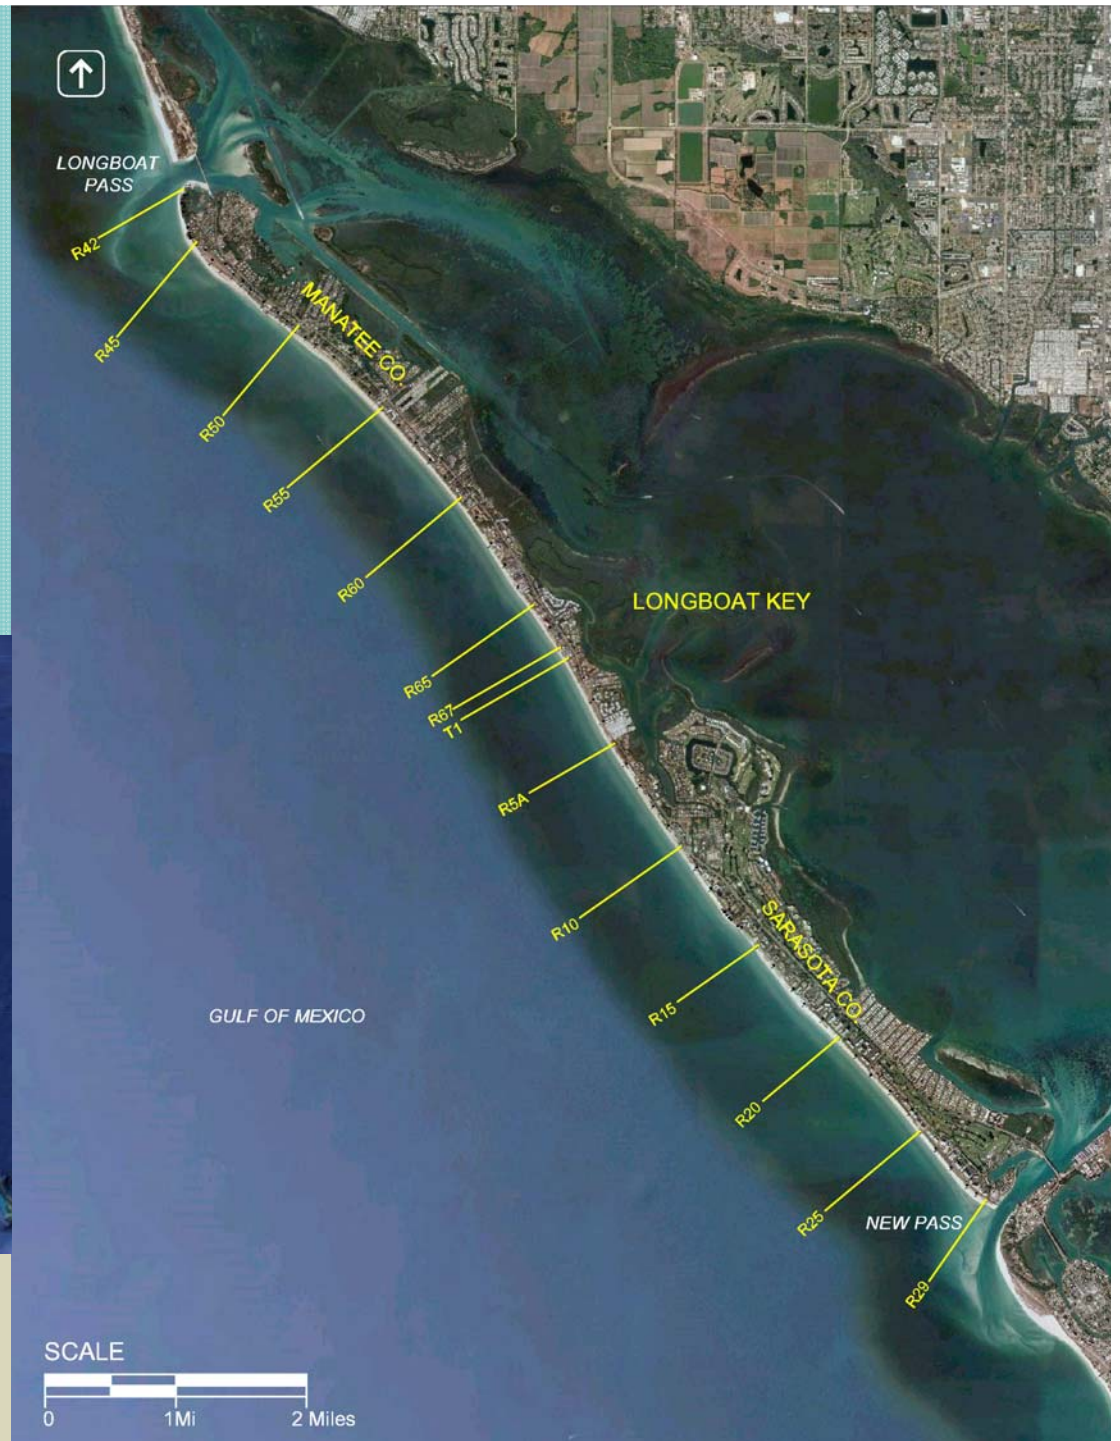 LONGBOAT
PASS
R42
R45
MANATEE CO.
R50
R55
R60
LONGBOAT KEY
R65
R67
T1
R5A
R10
SARASOTA CO.
R15
GULF OF MEXICO
R20
R25
NEW PASS
R29
SCALE
0 1Mi 2 Miles